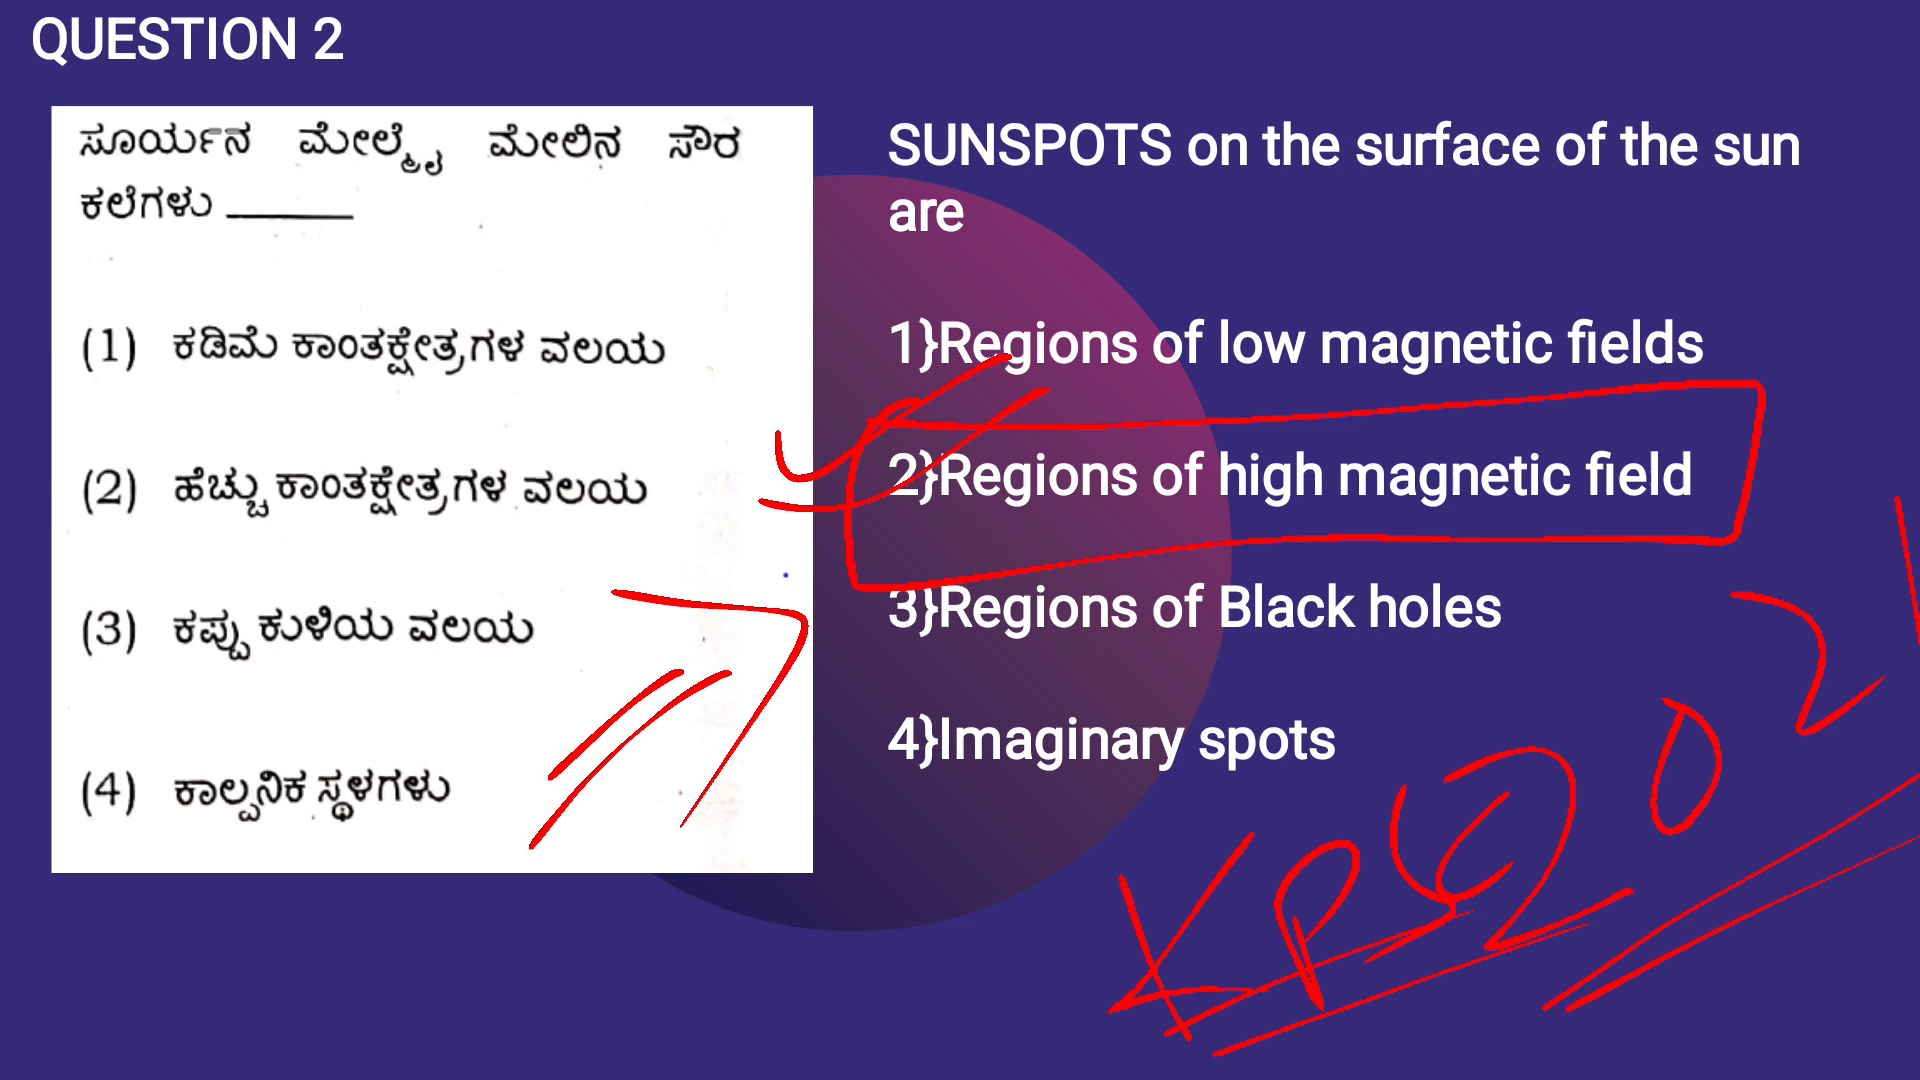 QUESTION 2
ಸೂರ್ಯನ ಮೇಲ್ಮೈ ಮೇಲಿನ ಸೌರ
ಕಲೆಗಳು ______
(1) ಕಡಿಮೆ ಕಾಂತಕ್ಷೇತ್ರಗಳ ವಲಯ
(2) ಹೆಚ್ಚು ಕಾಂತಕ್ಷೇತ್ರಗಳ ವಲಯ
(3) ಕಪ್ಪು ಕುಳಿಯ ವಲಯ
(4) ಕಾಲ್ಪನಿಕ ಸ್ಥಳಗಳು
SUNSPOTS on the surface of the sun
are
1}Regions of low magnetic fields
2}Regions of high magnetic field
3}Regions of Black holes
4}Imaginary spots